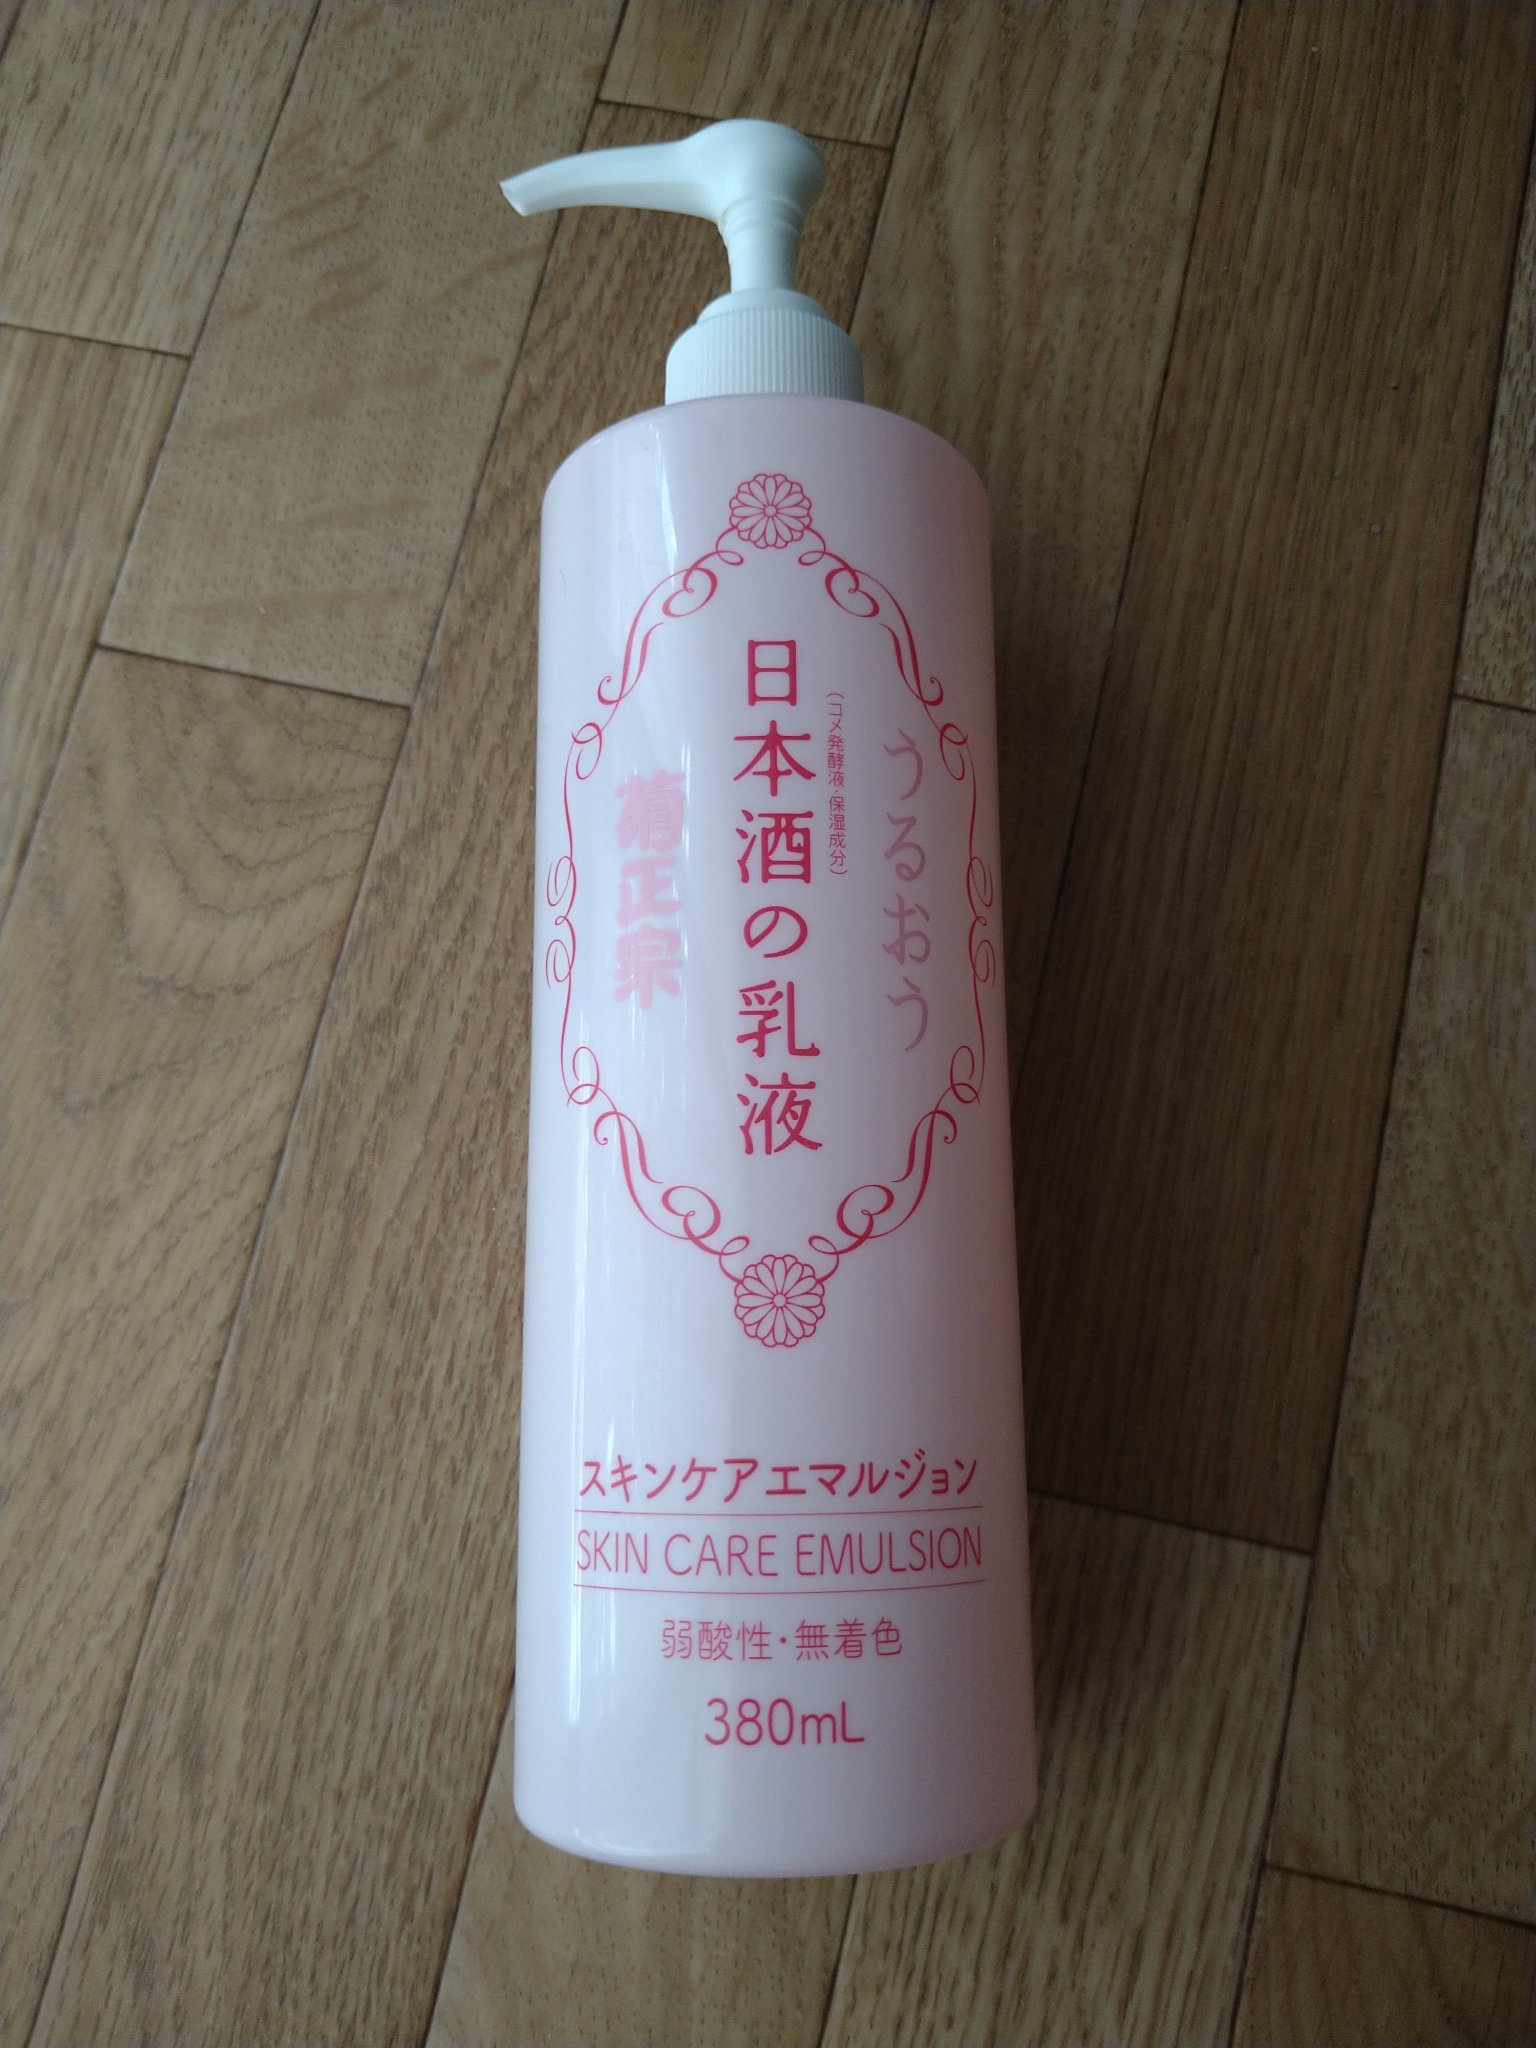 うるおう
日本酒の乳液
(コメ発酵液・保湿成分)
菊正宗
スキンケアエマルジョン
SKIN CARE EMULSION
弱酸性・無着色
380mL